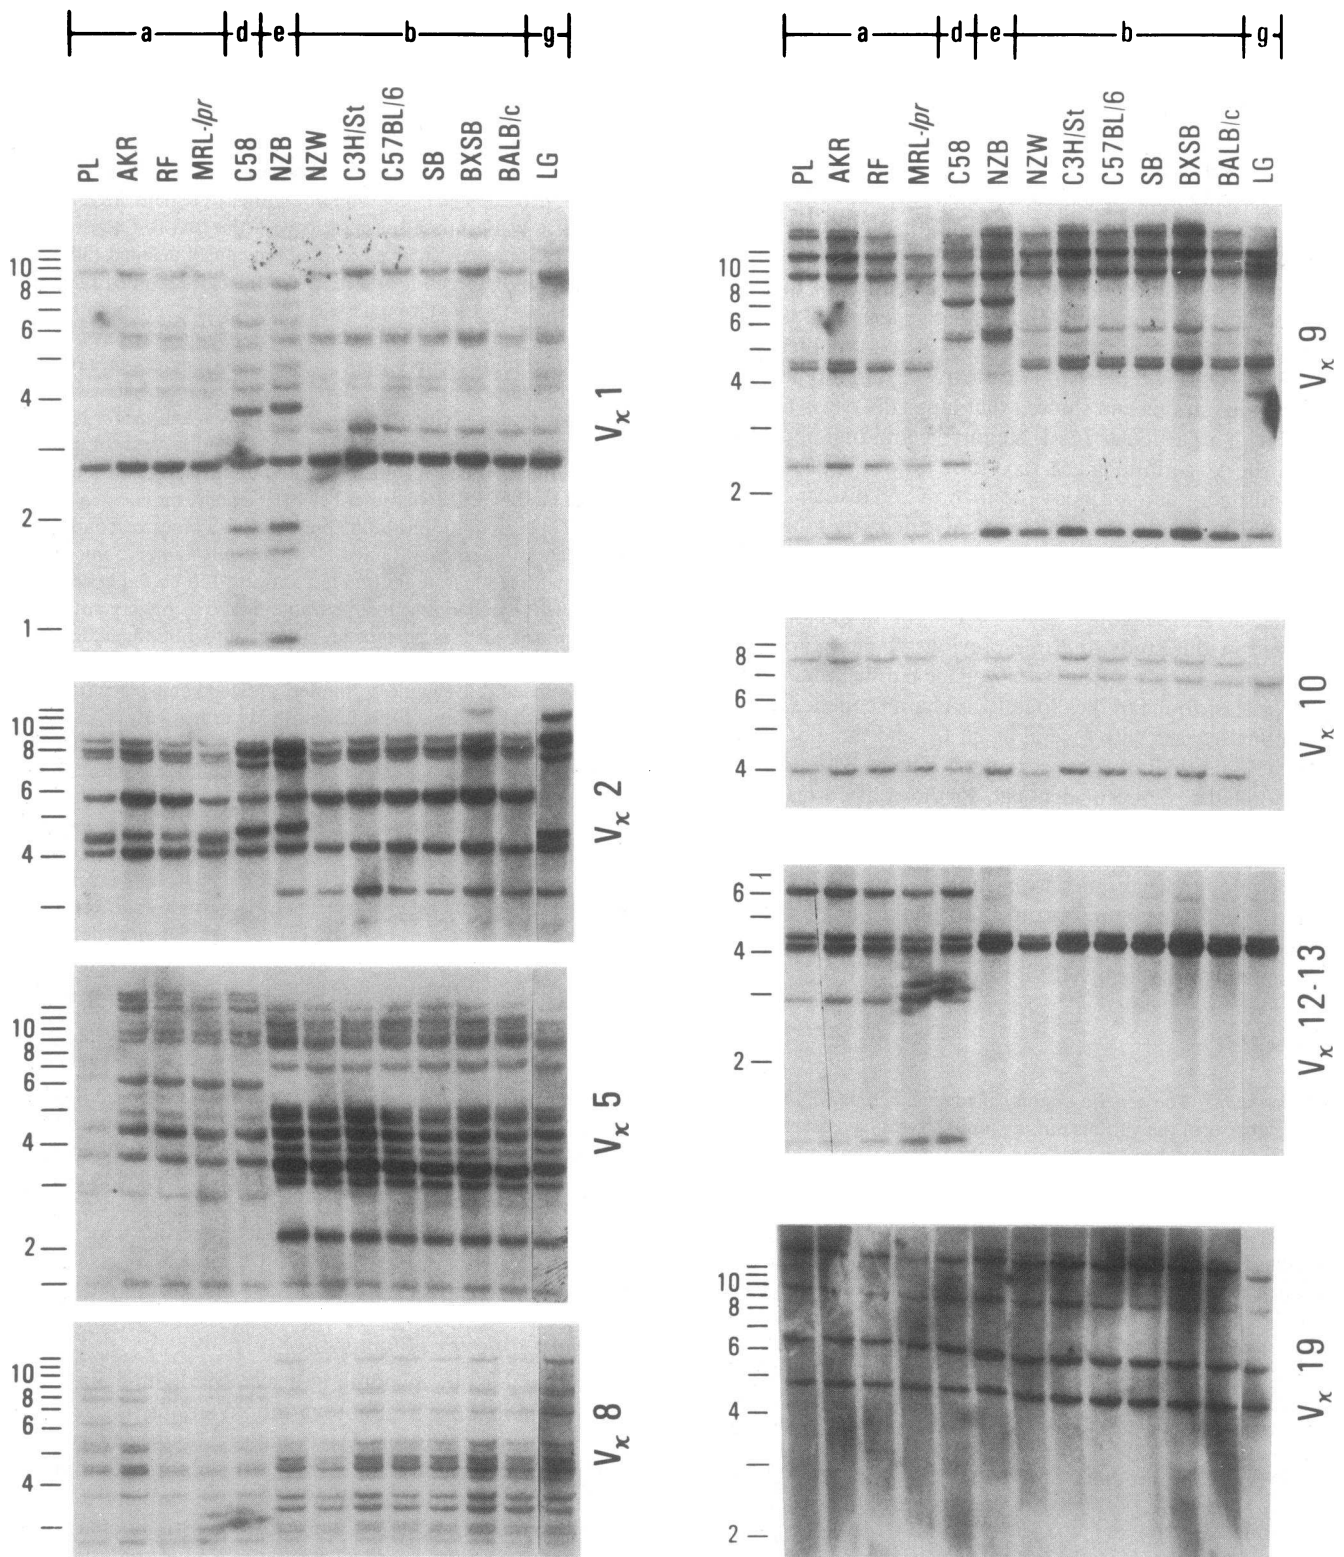 a d e b g
PL AKR RF MRL-lpr C58 NZB NZW C3H/St C57BL/6 SB BXSB BALB/c LG
10
8
6
4
2
1
Vκ 1
10
8
6
4
Vκ 2
10
8
6
4
2
Vκ 5
10
8
6
4
Vκ 8
a d e b g
PL AKR RF MRL-lpr C58 NZB NZW C3H/St C57BL/6 SB BXSB BALB/c LG
10
8
6
4
2
Vκ 9
8
6
4
Vκ 10
6
4
2
Vκ 12-13
10
8
6
4
2
Vκ 19